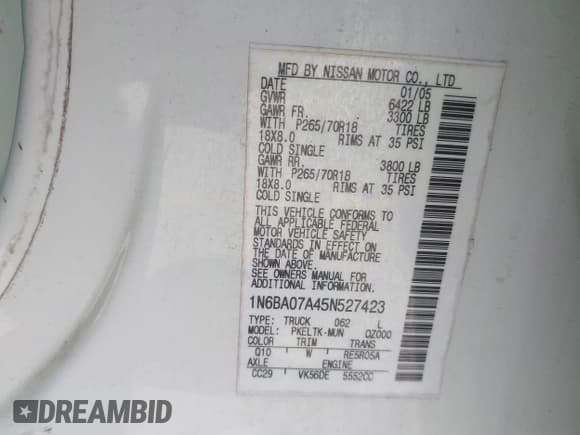 MFD BY NISSAN MOTOR CO., LTD
DATE 01/05
GVWR 6422 LB
GAWR FR. 3300 LB
WITH P265/70R18 TIRES
18X8.0 RIMS AT 35 PSI
COLD SINGLE
GAWR RR. 3800 LB
WITH P265/70R18 TIRES
18X8.0 RIMS AT 35 PSI
COLD SINGLE
THIS VEHICLE CONFORMS TO
ALL APPLICABLE FEDERAL
MOTOR VEHICLE SAFETY
STANDARDS IN EFFECT ON
THE DATE OF MANUFACTURE
SHOWN ABOVE.
SEE OWNERS MANUAL FOR
ADDITIONAL INFORMATION.
1N6BA07A45N527423
TYPE: TRUCK 062 L
MODEL: PKELTK-MUN QZ000
COLOR TRIM TRANS
Q10 W RE5R05A
AXLE ENGINE
CC29 VK56DE 5552CC
DREAMBID